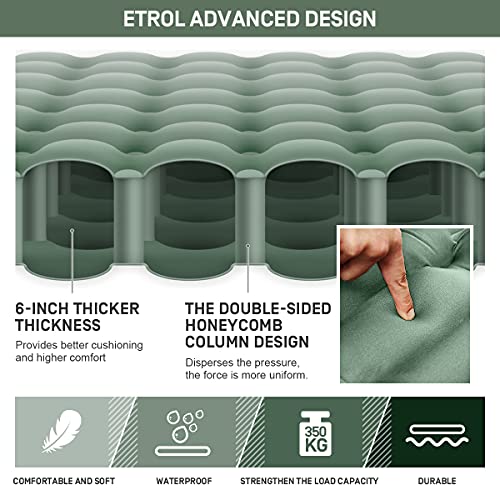 ETROL ADVANCED DESIGN
6-INCH THICKER
THICKNESS
Provides better cushioning
and higher comfort
THE DOUBLE-SIDED
HONEYCOMB
COLUMN DESIGN
Disperses the pressure,
the force is more uniform.
350
KG
COMFORTABLE AND SOFT
WATERPROOF
STRENGTHEN THE LOAD CAPACITY
DURABLE